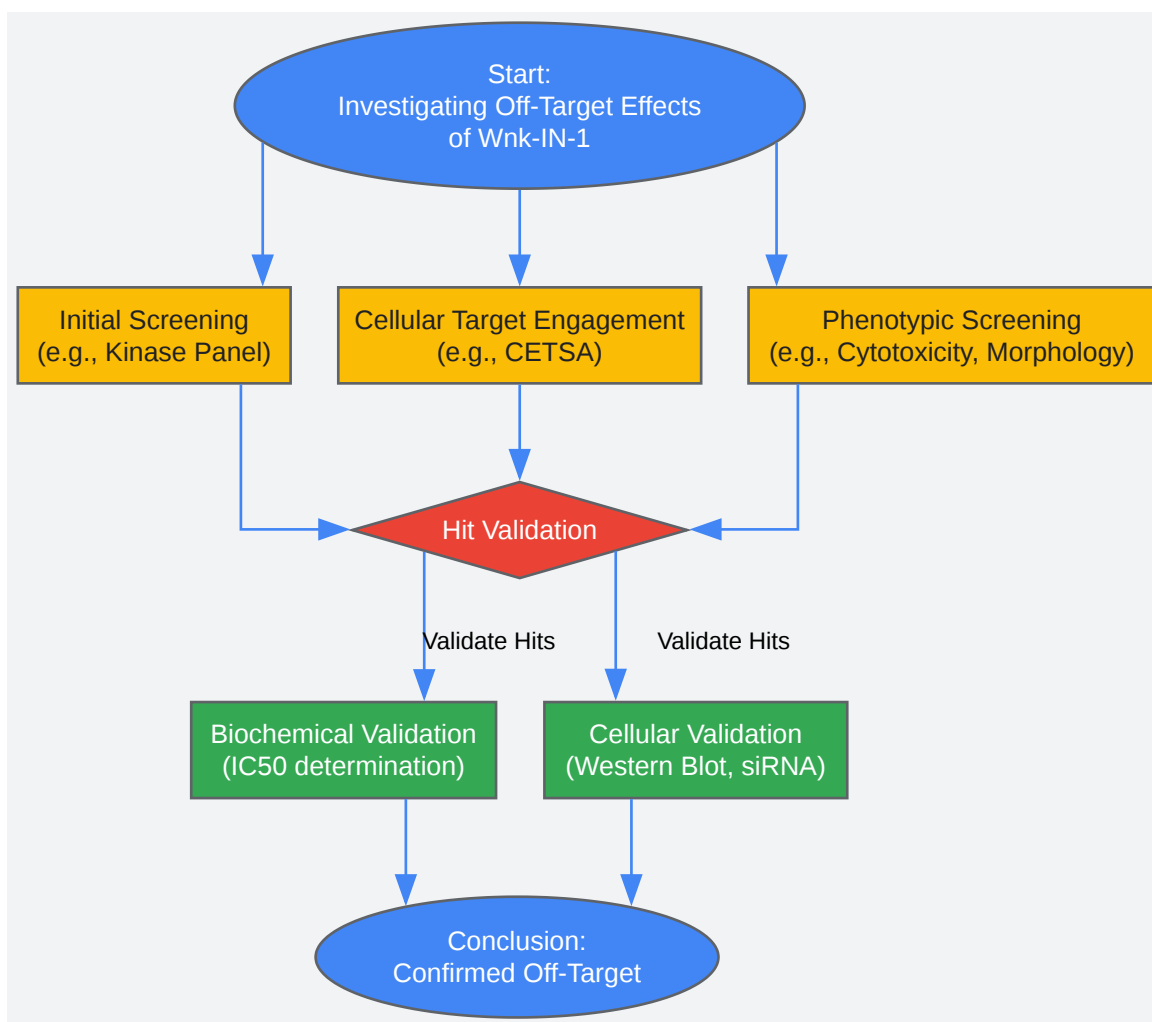 Start:
Investigating Off-Target Effects
of Wnk-IN-1
Initial Screening
(e.g., Kinase Panel)
Cellular Target Engagement
(e.g., CETSA)
Phenotypic Screening
(e.g., Cytotoxicity, Morphology)
Hit Validation
Validate Hits
Validate Hits
Biochemical Validation
(IC50 determination)
Cellular Validation
(Western Blot, siRNA)
Conclusion:
Confirmed Off-Target